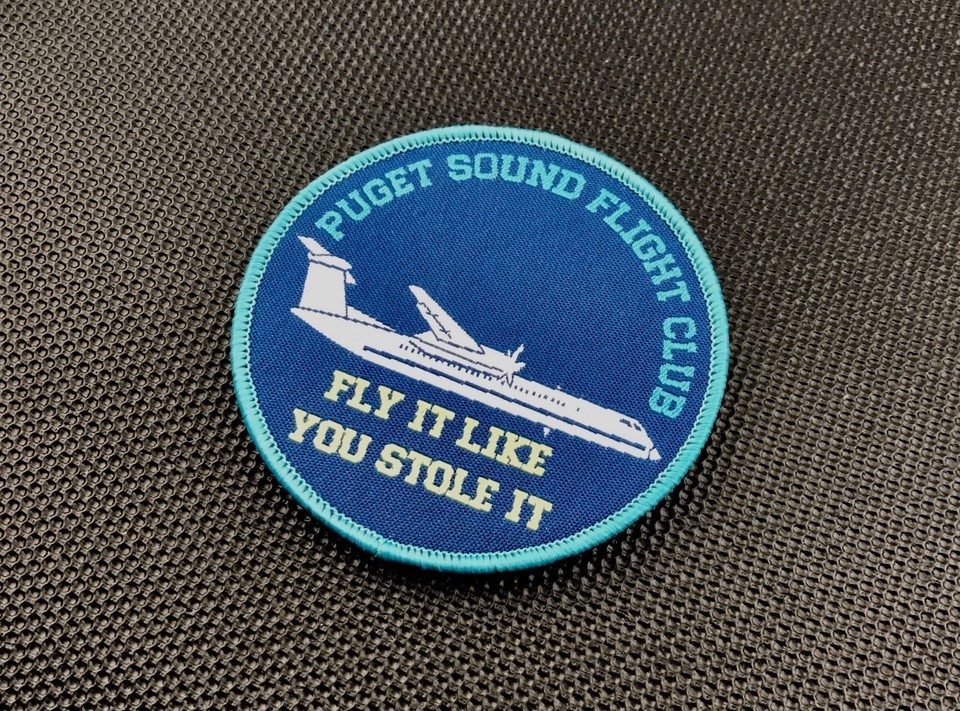 PUGET SOUND FLIGHT CLUB
FLY IT LIKE
YOU STOLE IT